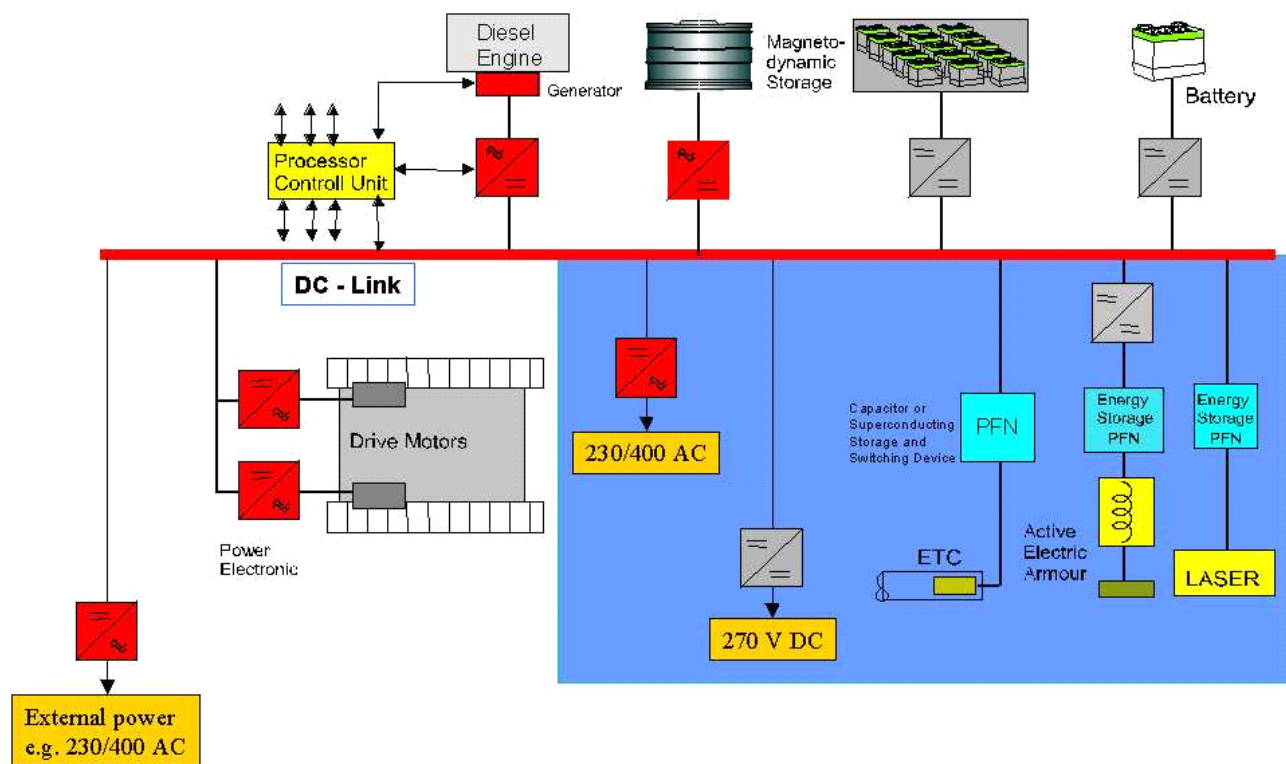 Diesel
Engine
Generator
Magneto-
dynamic
Storage
Battery
Processor
Controll Unit
DC - Link
Drive Motors
Power
Electronic
230/400 AC
270 V DC
Capacitor or
Superconducting
Storage and
Switching Device
PFN
ETC
Energy
Storage
PFN
Active
Electric
Armour
Energy
Storage
PFN
LASER
External power
e.g. 230/400 AC